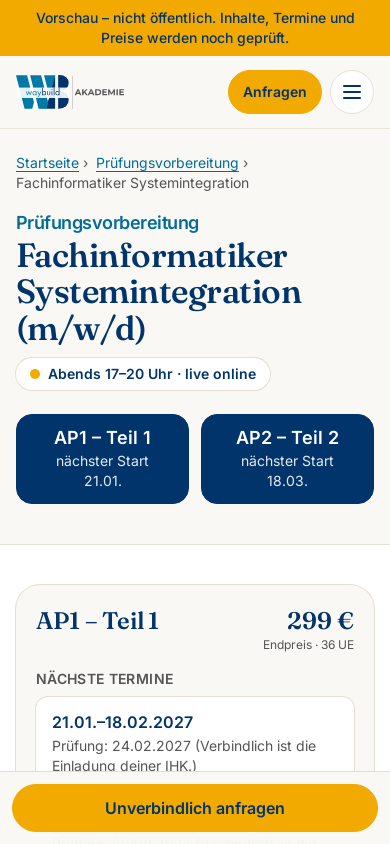 Vorschau – nicht öffentlich. Inhalte, Termine und
Preise werden noch geprüft.
waybuild
AKADEMIE
Anfragen
Startseite › Prüfungsvorbereitung ›
Fachinformatiker Systemintegration
Prüfungsvorbereitung
Fachinformatiker
Systemintegration
(m/w/d)
Abends 17–20 Uhr · live online
AP1 – Teil 1
nächster Start
21.01.
AP2 – Teil 2
nächster Start
18.03.
AP1 – Teil 1
299 €
Endpreis · 36 UE
NÄCHSTE TERMINE
21.01.–18.02.2027
Prüfung: 24.02.2027 (Verbindlich ist die
Einladung deiner IHK.)
Unverbindlich anfragen